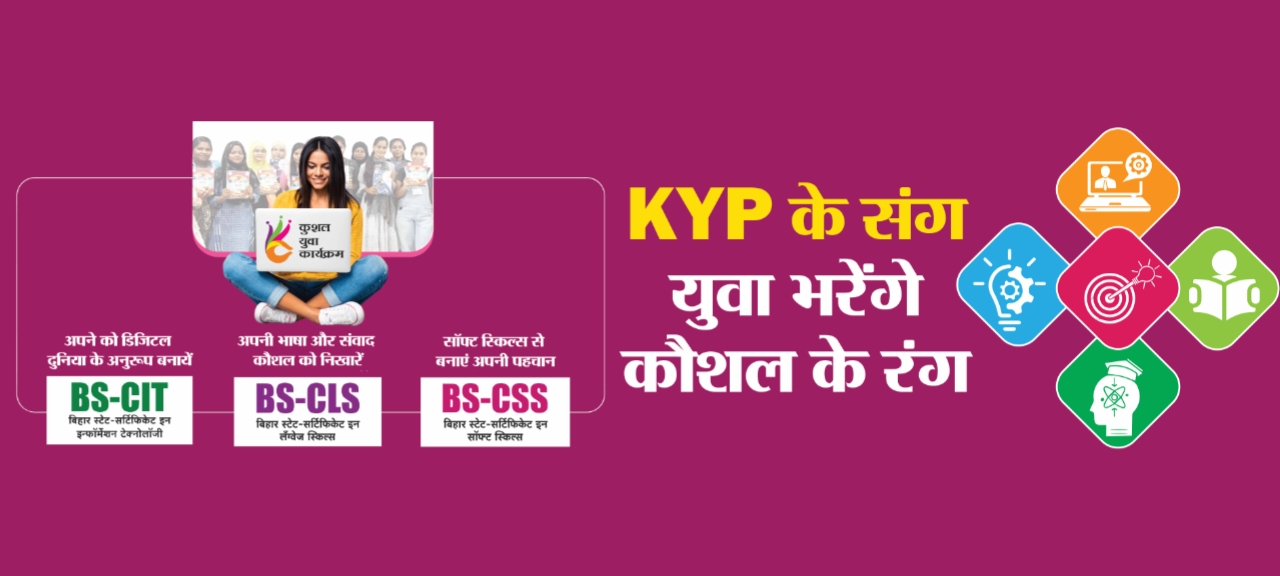 कुशल
युवा
कार्यक्रम
अपने को डिजिटल
दुनिया के अनुरूप बनायें
BS-CIT
बिहार स्टेट-सर्टिफिकेट इन
इन्फॉर्मेशन टेक्नोलॉजी
अपनी भाषा और संवाद
कौशल को निखारें
BS-CLS
बिहार स्टेट-सर्टिफिकेट इन
लैंग्वेज स्किल्स
सॉफ्ट स्किल्स से
बनाएं अपनी पहचान
BS-CSS
बिहार स्टेट-सर्टिफिकेट इन
सॉफ्ट स्किल्स
KYP के संग
युवा भरेंगे
कौशल के रंग